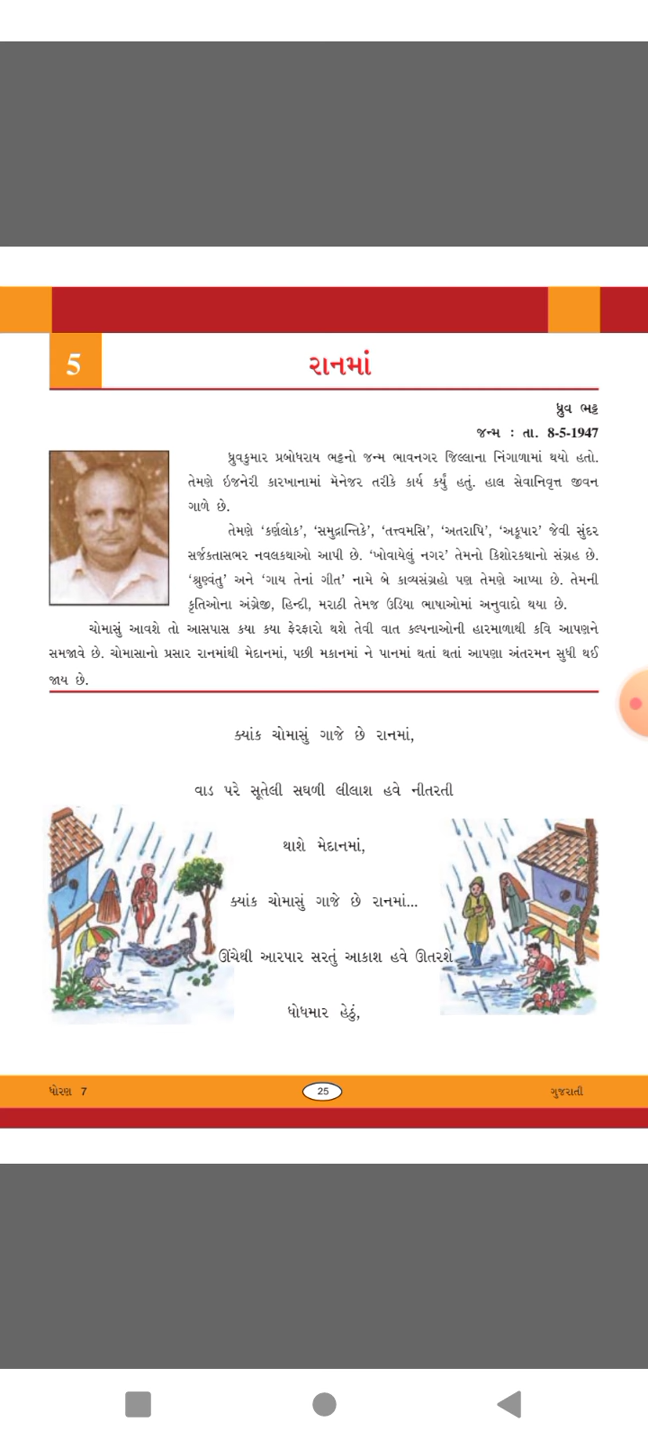 5
રાનમાં
ધ્રુવ ભટ્ટ
જન્મ : તા. 8-5-1947
ધ્રુવકુમાર પ્રબોધરાય ભટ્ટનો જન્મ ભાવનગર જિલ્લાના નિંગાળામાં થયો હતો.
તેમણે ઇજનેરી કારખાનામાં મૅનેજર તરીકે કાર્ય કર્યું હતું. હાલ સેવાનિવૃત્ત જીવન
ગાળે છે.
તેમણે ‘કર્ણલોક’, ‘સમુદ્રાન્તિકે’, ‘તત્ત્વમસિ’, ‘અતરાપિ’, ‘અકૂપાર’ જેવી સુંદર
સર્જકતાસભર નવલકથાઓ આપી છે. ‘ખોવાયેલું નગર’ તેમનો કિશોરકથાનો સંગ્રહ છે.
‘શ્રુણ્વંતુ’ અને ‘ગાય તેનાં ગીત’ નામે બે કાવ્યસંગ્રહો પણ તેમણે આપ્યા છે. તેમની
કૃતિઓના અંગ્રેજી, હિન્દી, મરાઠી તેમજ ઉડિયા ભાષાઓમાં અનુવાદો થયા છે.
ચોમાસું આવશે તો આસપાસ કયા કયા ફેરફારો થશે તેવી વાત કલ્પનાઓની હારમાળાથી કવિ આપણને
સમજાવે છે. ચોમાસાનો પ્રસાર રાનમાંથી મેદાનમાં, પછી મકાનમાં ને પાનમાં થતાં થતાં આપણા અંતરમન સુધી થઈ
જાય છે.
ક્યાંક ચોમાસું ગાજે છે રાનમાં,
વાડ પરે સૂતેલી સઘળી લીલાશ હવે નીતરતી
થાશે મેદાનમાં,
ક્યાંક ચોમાસું ગાજે છે રાનમાં...
ઊંચેથી આરપાર સરતું આકાશ હવે ઊતરશે
ધોધમાર હેઠું,
ધોરણ 7
25
ગુજરાતી